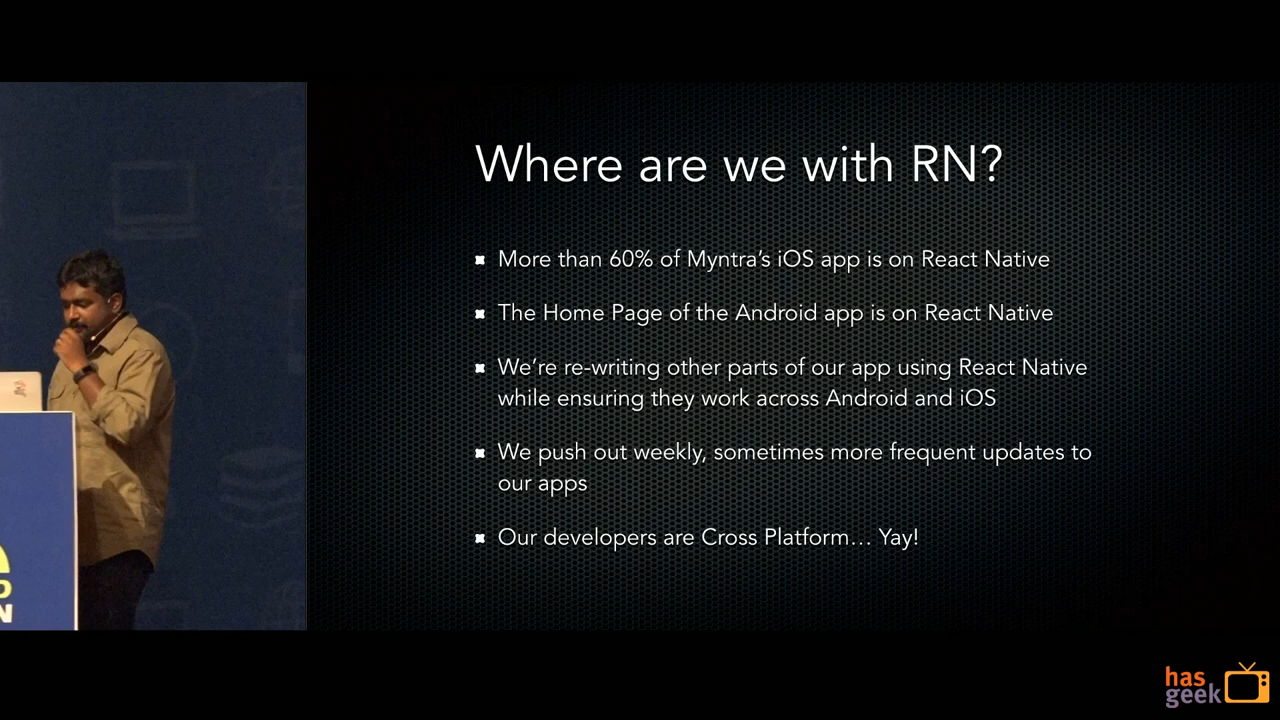 Where are we with RN?
More than 60% of Myntra's iOS app is on React Native
The Home Page of the Android app is on React Native
We're re-writing other parts of our app using React Native
while ensuring they work across Android and iOS
We push out weekly, sometimes more frequent updates to
our apps
Our developers are Cross Platform... Yay!
has
geek